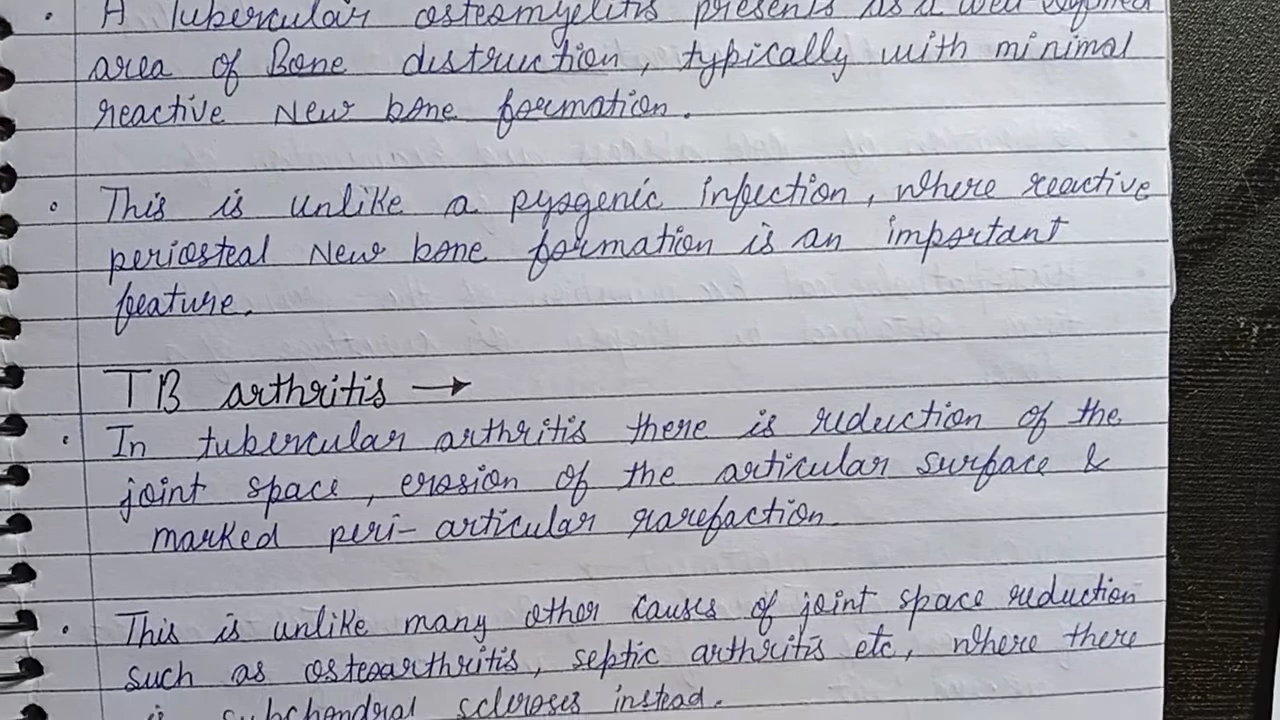 • A Tubercular osteomyelitis presents as a well defined
area of Bone destruction, typically with minimal
reactive New bone formation.
• This is unlike a pyogenic infection, where reactive
periosteal New bone formation is an important
feature.
TB arthritis →
• In tubercular arthritis there is reduction of the
joint space, erosion of the articular surface &
marked peri-articular rarefaction
• This is unlike many other causes of joint space reduction
such as osteoarthritis, septic arthritis etc, where there
is subchondral scleroses instead.